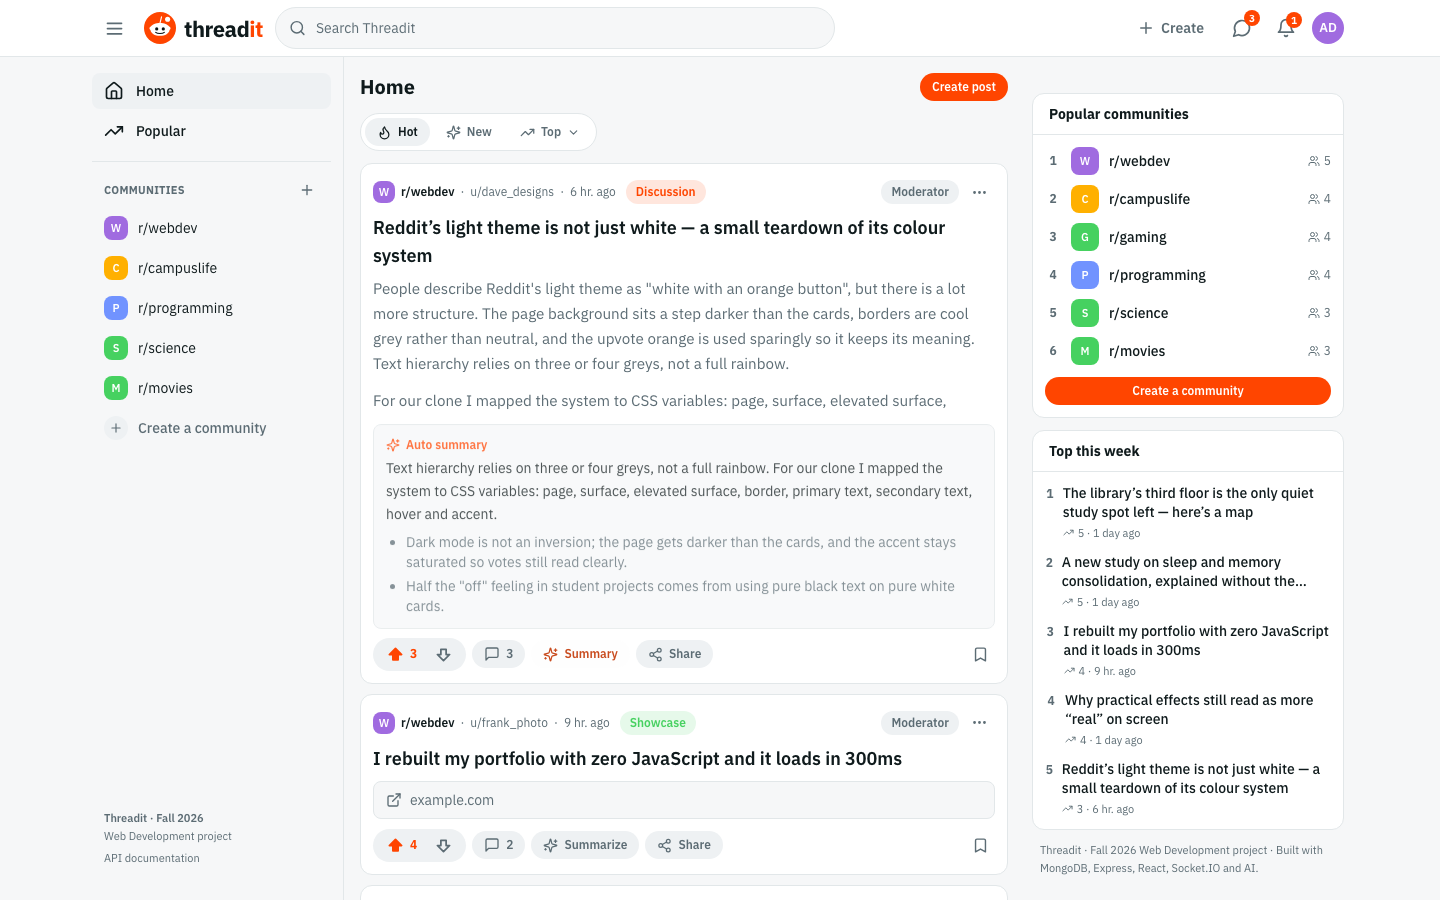 threadit
Search Threadit
Create
3
1
AD
Home
Popular
COMMUNITIES
W r/webdev
C r/campuslife
P r/programming
S r/science
M r/movies
Create a community
Threadit · Fall 2026
Web Development project
API documentation
Home
Create post
Hot New Top
W r/webdev · u/dave_designs · 6 hr. ago Discussion Moderator
Reddit’s light theme is not just white — a small teardown of its colour
system
People describe Reddit's light theme as "white with an orange button", but there is a lot
more structure. The page background sits a step darker than the cards, borders are cool
grey rather than neutral, and the upvote orange is used sparingly so it keeps its meaning.
Text hierarchy relies on three or four greys, not a full rainbow.
For our clone I mapped the system to CSS variables: page, surface, elevated surface,
Auto summary
Text hierarchy relies on three or four greys, not a full rainbow. For our clone I mapped the
system to CSS variables: page, surface, elevated surface, border, primary text, secondary text,
hover and accent.
• Dark mode is not an inversion; the page gets darker than the cards, and the accent stays
saturated so votes still read clearly.
• Half the "off" feeling in student projects comes from using pure black text on pure white
cards.
3 3 Summary Share
W r/webdev · u/frank_photo · 9 hr. ago Showcase Moderator
I rebuilt my portfolio with zero JavaScript and it loads in 300ms
example.com
4 2 Summarize Share
Popular communities
1 W r/webdev 5
2 C r/campuslife 4
3 G r/gaming 4
4 P r/programming 4
5 S r/science 3
6 M r/movies 3
Create a community
Top this week
1 The library’s third floor is the only quiet
study spot left — here’s a map
5 · 1 day ago
2 A new study on sleep and memory
consolidation, explained without the...
5 · 1 day ago
3 I rebuilt my portfolio with zero JavaScript
and it loads in 300ms
4 · 9 hr. ago
4 Why practical effects still read as more
“real” on screen
4 · 1 day ago
5 Reddit’s light theme is not just white — a
small teardown of its colour system
3 · 6 hr. ago
Threadit · Fall 2026 Web Development project · Built with
MongoDB, Express, React, Socket.IO and AI.